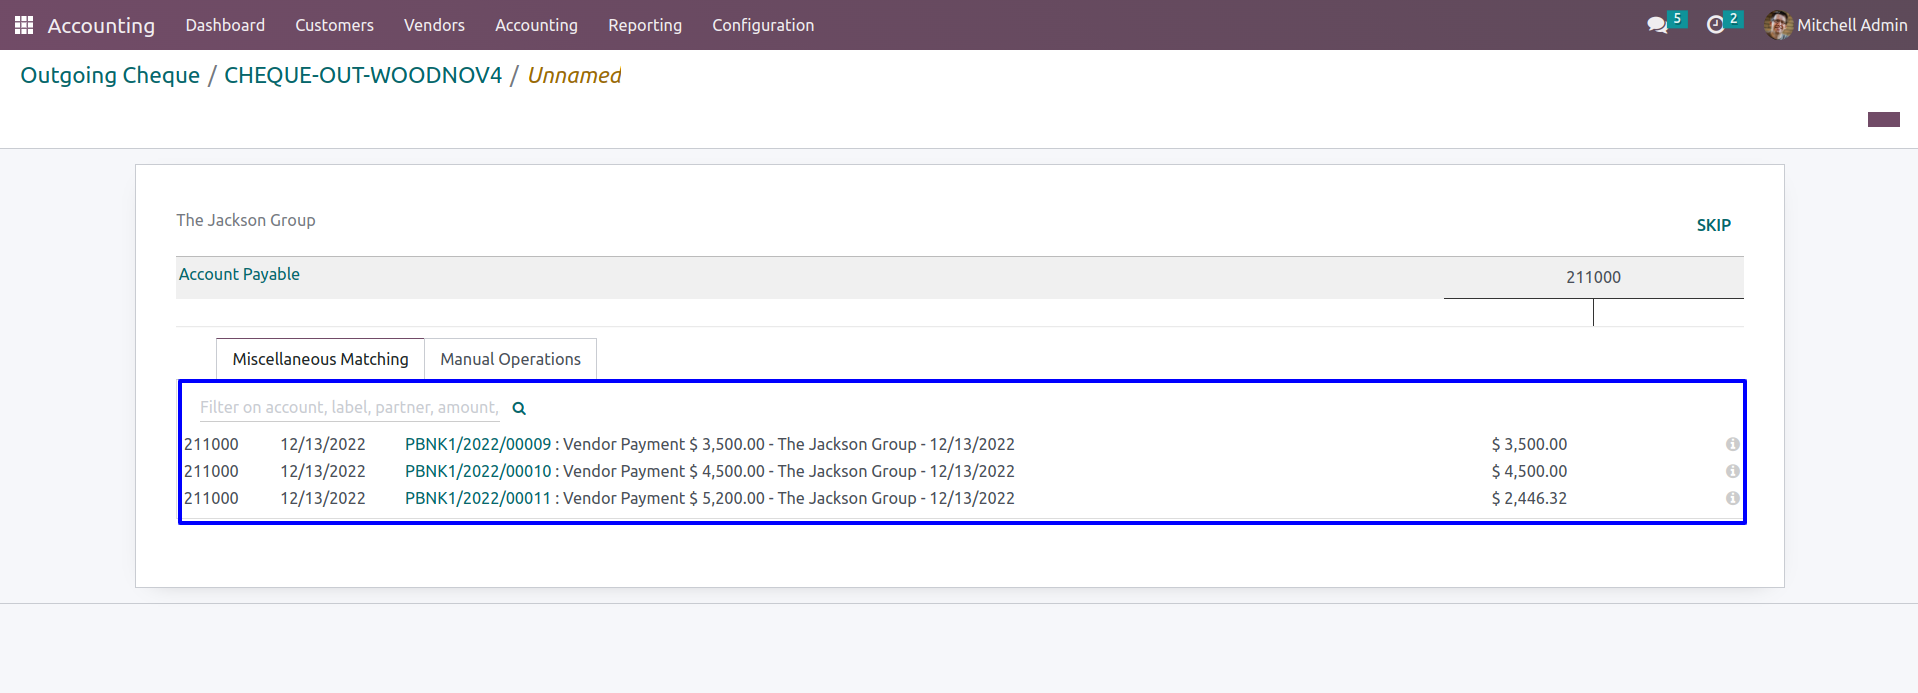 Accounting Dashboard Customers Vendors Accounting Reporting Configuration 5 2 Mitchell Admin
Outgoing Cheque / CHEQUE-OUT-WOODNOV4 / Unnamed
The Jackson Group
SKIP
Account Payable 211000
Miscellaneous Matching Manual Operations
Filter on account, label, partner, amount,
211000 12/13/2022 PBNK1/2022/00009 : Vendor Payment $ 3,500.00 - The Jackson Group - 12/13/2022 $ 3,500.00
211000 12/13/2022 PBNK1/2022/00010 : Vendor Payment $ 4,500.00 - The Jackson Group - 12/13/2022 $ 4,500.00
211000 12/13/2022 PBNK1/2022/00011 : Vendor Payment $ 5,200.00 - The Jackson Group - 12/13/2022 $ 2,446.32